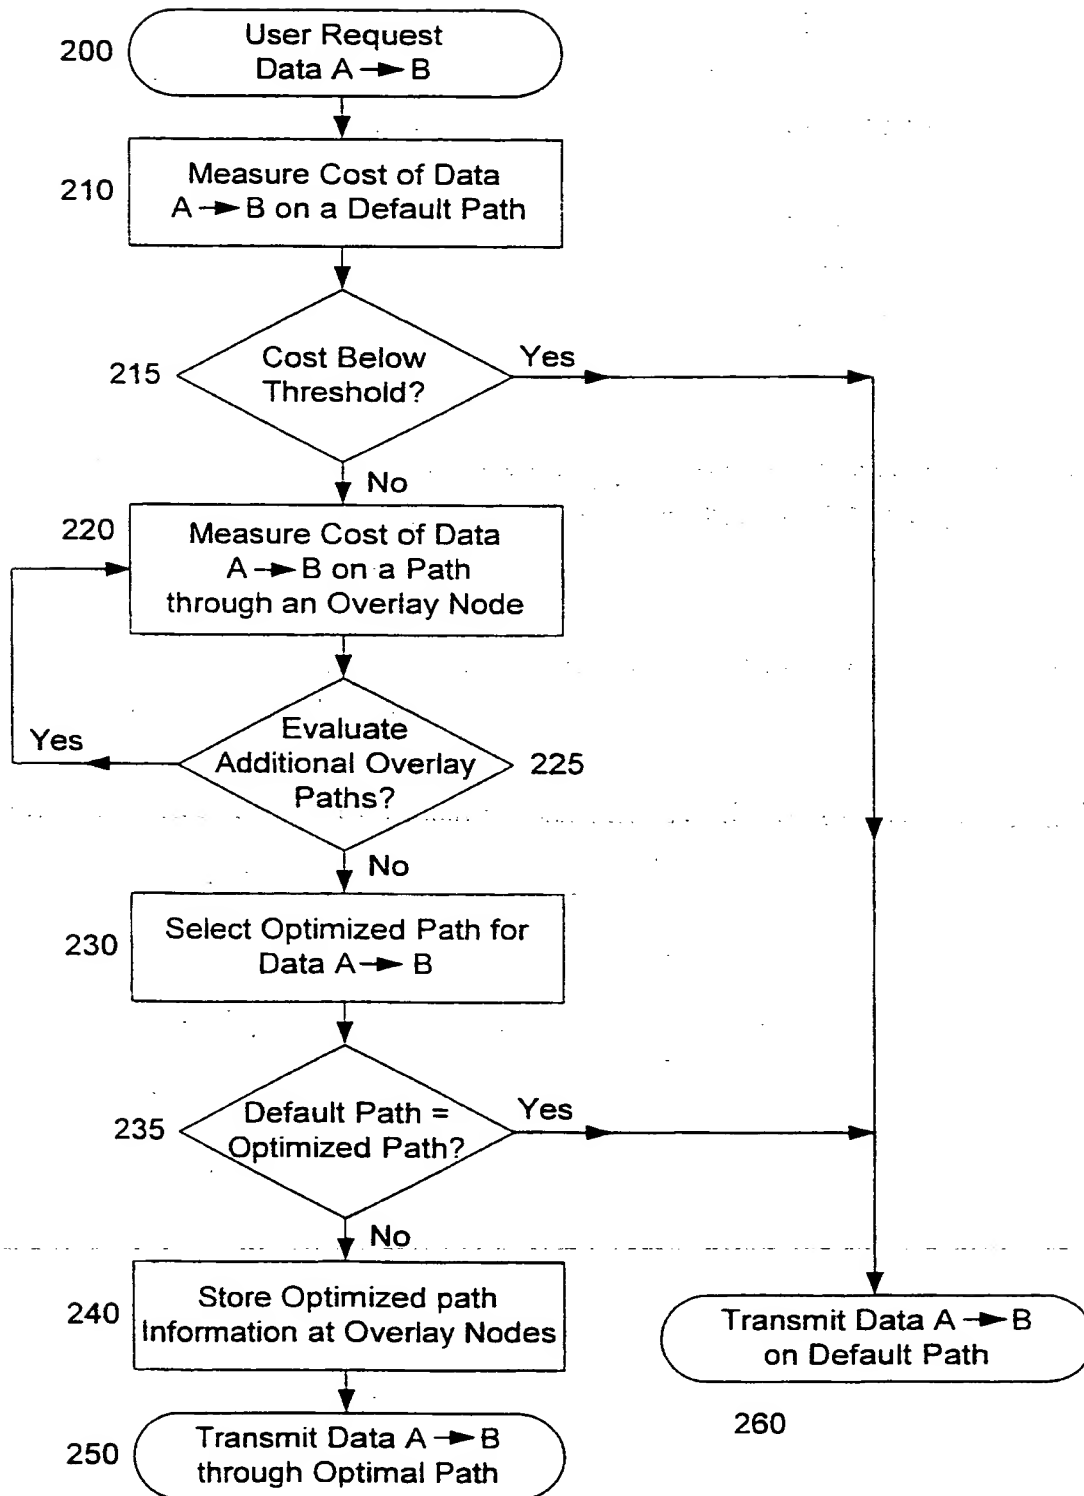 200
User Request
Data A → B
210
Measure Cost of Data
A → B on a Default Path
215
Cost Below
Threshold?
Yes
No
220
Measure Cost of Data
A → B on a Path
through an Overlay Node
Yes
Evaluate
Additional Overlay
Paths?
225
No
230
Select Optimized Path for
Data A → B
235
Default Path =
Optimized Path?
Yes
No
240
Store Optimized path
Information at Overlay Nodes
Transmit Data A → B
on Default Path
260
250
Transmit Data A → B
through Optimal Path